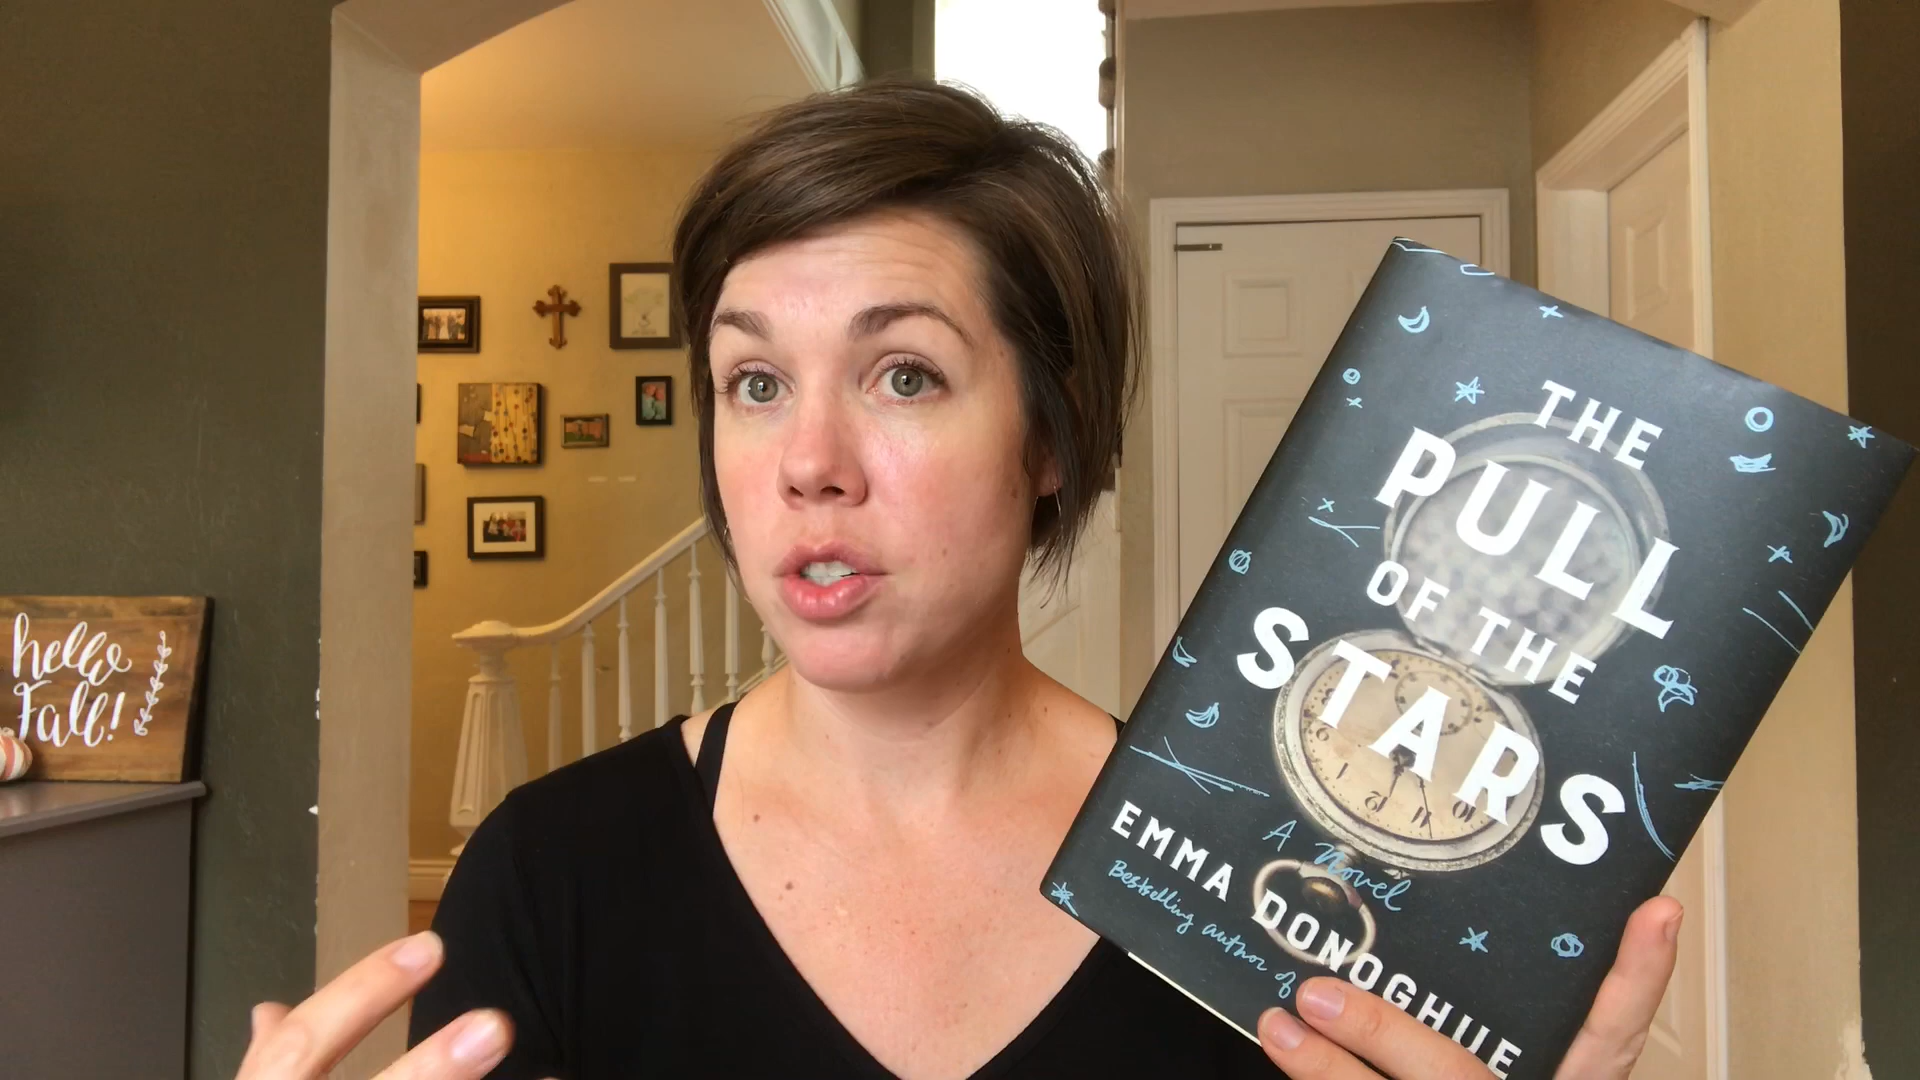 hello
Fall!
THE
PULL
OF THE
STARS
A Novel
EMMA DONOGHUE
Bestselling author of